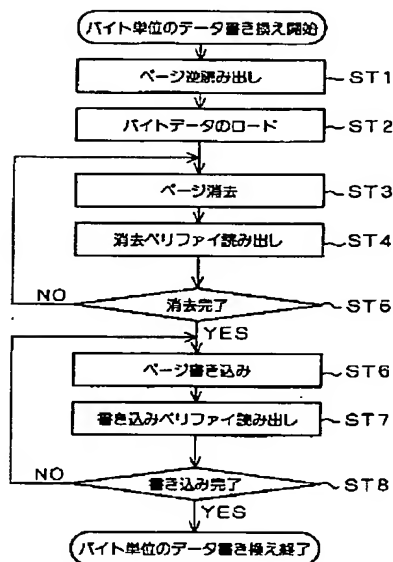 バイト単位のデータ書き換え開始
ページ逆読み出し ST1
バイトデータのロード ST2
ページ消去 ST3
消去ベリファイ読み出し ST4
NO 消去完了 ST5
YES
ページ書き込み ST6
書き込みベリファイ読み出し ST7
NO 書き込み完了 ST8
YES
バイト単位のデータ書き換え終了